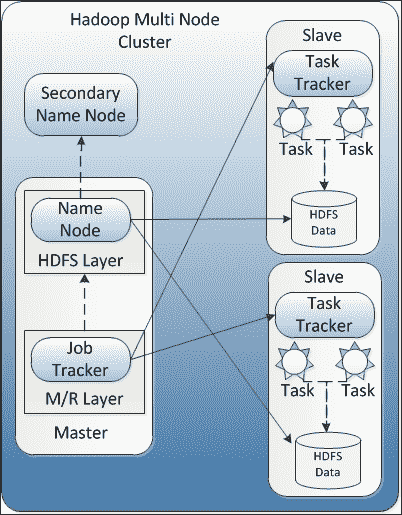 Hadoop Multi Node
Cluster
Secondary
Name Node
Name
Node
HDFS Layer
Job
Tracker
M/R Layer
Master
Slave
Task
Tracker
Task Task
HDFS
Data
Slave
Task
Tracker
Task Task
HDFS
Data